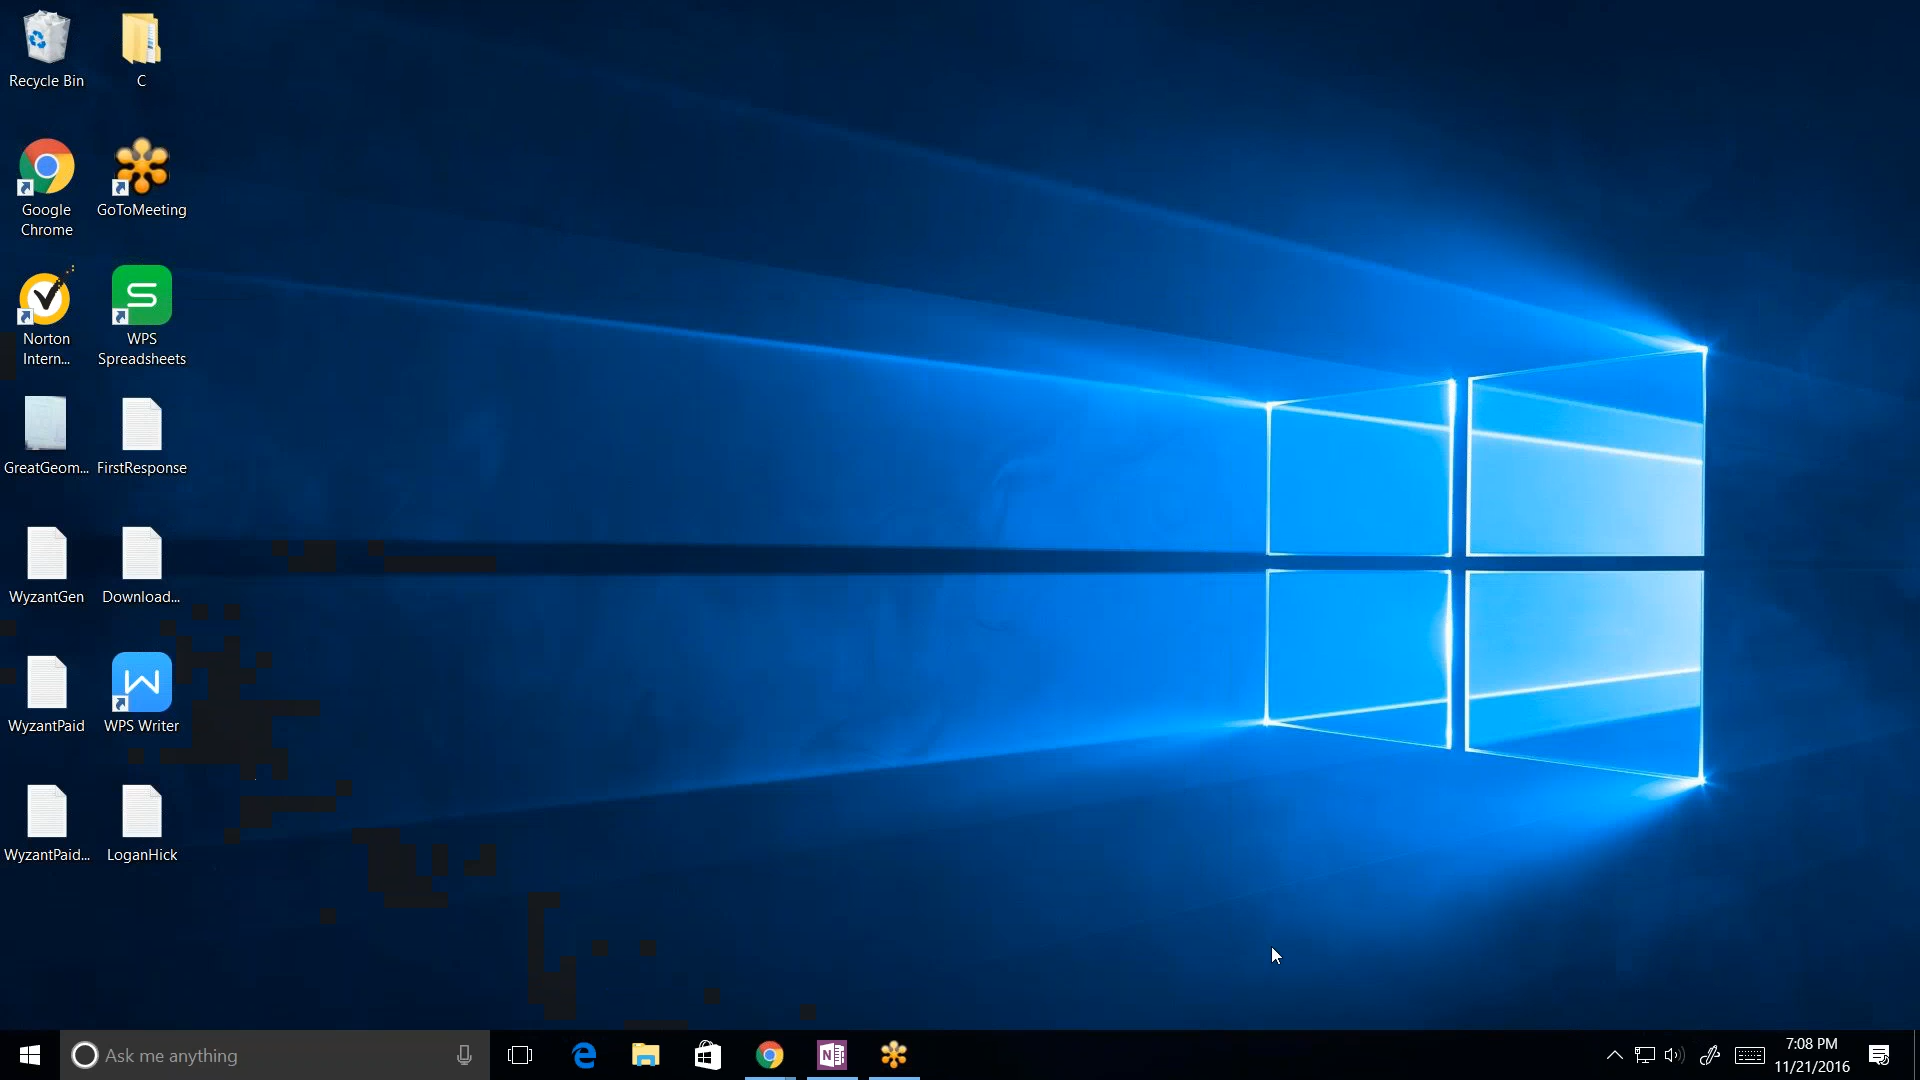 Recycle Bin
C
Google
Chrome
GoToMeeting
Norton
Intern...
WPS
Spreadsheets
GreatGeom...
FirstResponse
WyzantGen
Download...
WyzantPaid
WPS Writer
WyzantPaid...
LoganHick
Ask me anything
7:08 PM
11/21/2016